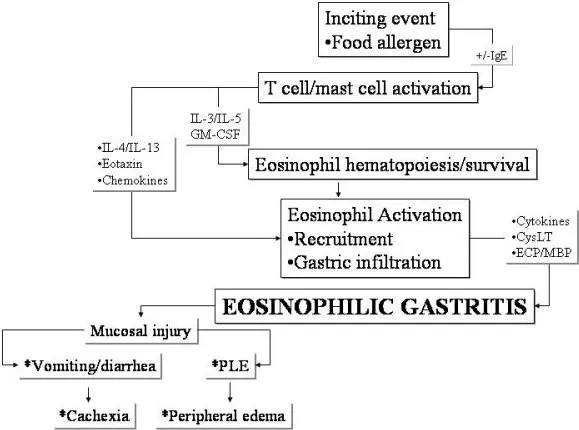 Inciting event
•Food allergen
+/-IgE
T cell/mast cell activation
IL-3/IL-5
GM-CSF
•IL-4/IL-13
•Eotaxin
•Chemokines
Eosinophil hematopoiesis/survival
Eosinophil Activation
•Recruitment
•Gastric infiltration
•Cytokines
•CysLT
•ECP/MBP
EOSINOPHILIC GASTRITIS
Mucosal injury
*Vomiting/diarrhea
*PLE
*Cachexia
*Peripheral edema